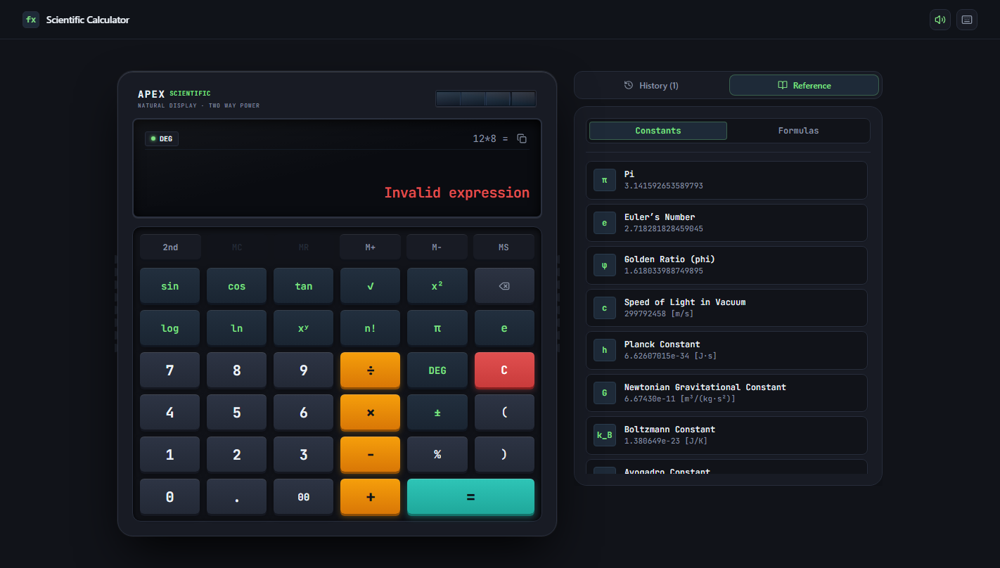 fx Scientific Calculator
APEX SCIENTIFIC
NATURAL DISPLAY · TWO WAY POWER
DEG
12*8 =
Invalid expression
2nd MC MR M+ M- MS
sin cos tan √ x²
log ln xʸ n! π e
7 8 9 ÷ DEG C
4 5 6 × ± (
1 2 3 - % )
0 . 00 + =
History (1)
Reference
Constants
Formulas
π
Pi
3.141592653589793
e
Euler’s Number
2.718281828459045
φ
Golden Ratio (phi)
1.618033988749895
c
Speed of Light in Vacuum
299792458 [m/s]
h
Planck Constant
6.62607015e-34 [J·s]
G
Newtonian Gravitational Constant
6.67430e-11 [m³/(kg·s²)]
k_B
Boltzmann Constant
1.380649e-23 [J/K]
Avogadro Constant